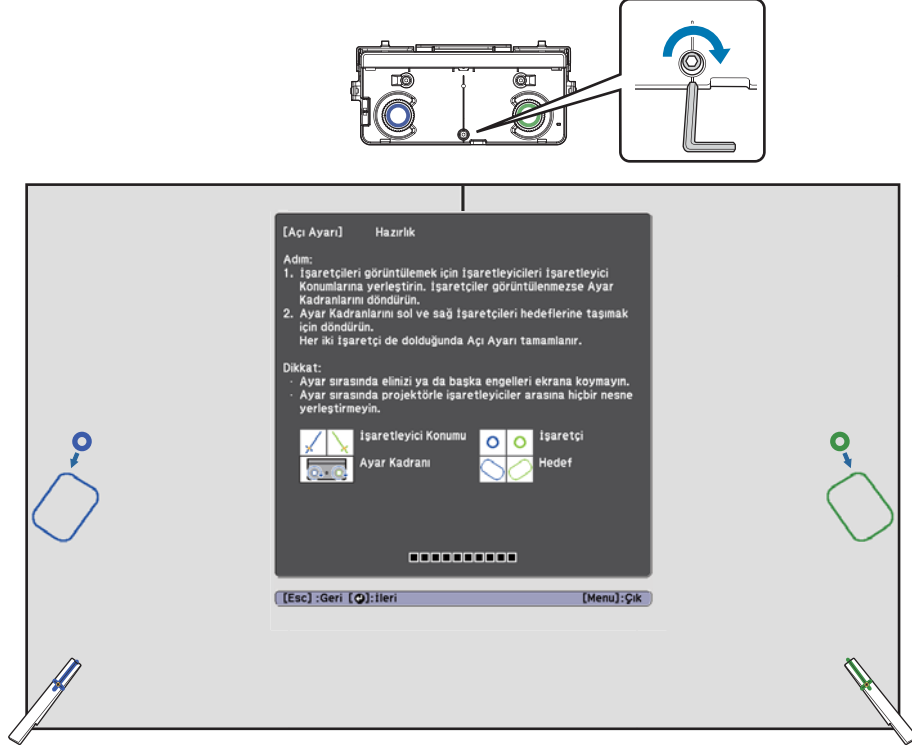 [Açı Ayarı] Hazırlık
Adım:
1. İşaretçileri görüntülemek için İşaretleyicileri İşaretleyici
Konumlarına yerleştirin. İşaretçiler görüntülenmezse Ayar
Kadranlarını döndürün.
2. Ayar Kadranlarını sol ve sağ İşaretçileri hedeflerine taşımak
için döndürün.
Her iki İşaretçi de dolduğunda Açı Ayarı tamamlanır.
Dikkat:
· Ayar sırasında elinizi ya da başka engelleri ekrana koymayın.
· Ayar sırasında projektörle işaretleyiciler arasına hiçbir nesne
yerleştirmeyin.
İşaretleyici Konumu İşaretçi
Ayar Kadranı Hedef
[Esc] :Geri [↵]:İleri [Menu]:Çık